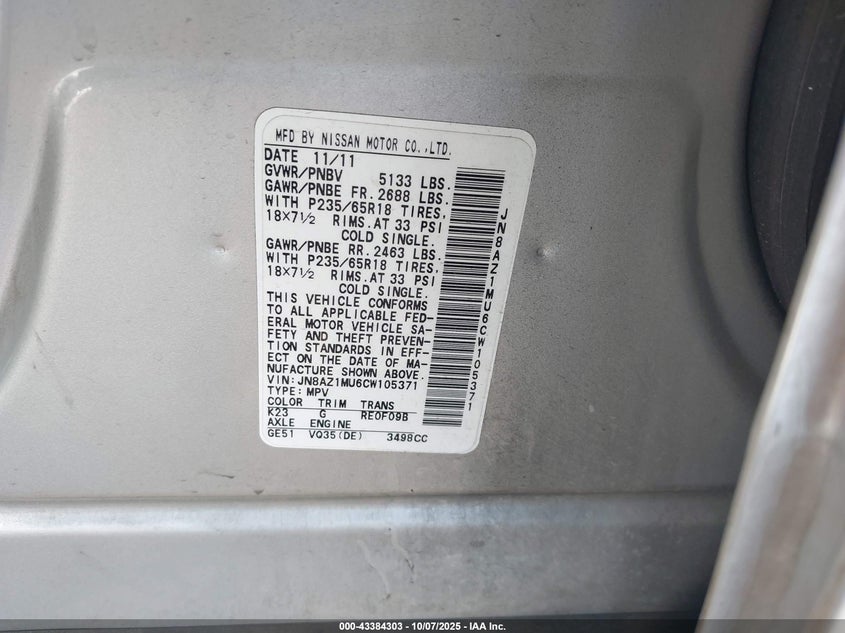 MFD BY NISSAN MOTOR CO.,LTD.
DATE 11/11
GVWR/PNBV 5133 LBS.
GAWR/PNBE FR. 2688 LBS.
WITH P235/65R18 TIRES,
18X7½ RIMS. AT 33 PSI
COLD SINGLE.
GAWR/PNBE RR. 2463 LBS.
WITH P235/65R18 TIRES,
18X7½ RIMS. AT 33 PSI
COLD SINGLE.
THIS VEHICLE CONFORMS
TO ALL APPLICABLE FED-
ERAL MOTOR VEHICLE SA-
FETY AND THEFT PREVEN-
TION STANDARDS IN EFF-
ECT ON THE DATE OF MA-
NUFACTURE SHOWN ABOVE.
VIN:JN8AZ1MU6CW105371
TYPE: MPV
COLOR TRIM TRANS
K23 G RE0F09B
AXLE ENGINE
GE51 VQ35(DE) 3498CC
JN8AZ1MU6CW105371
000-43384303 - 10/07/2025 - IAA Inc.